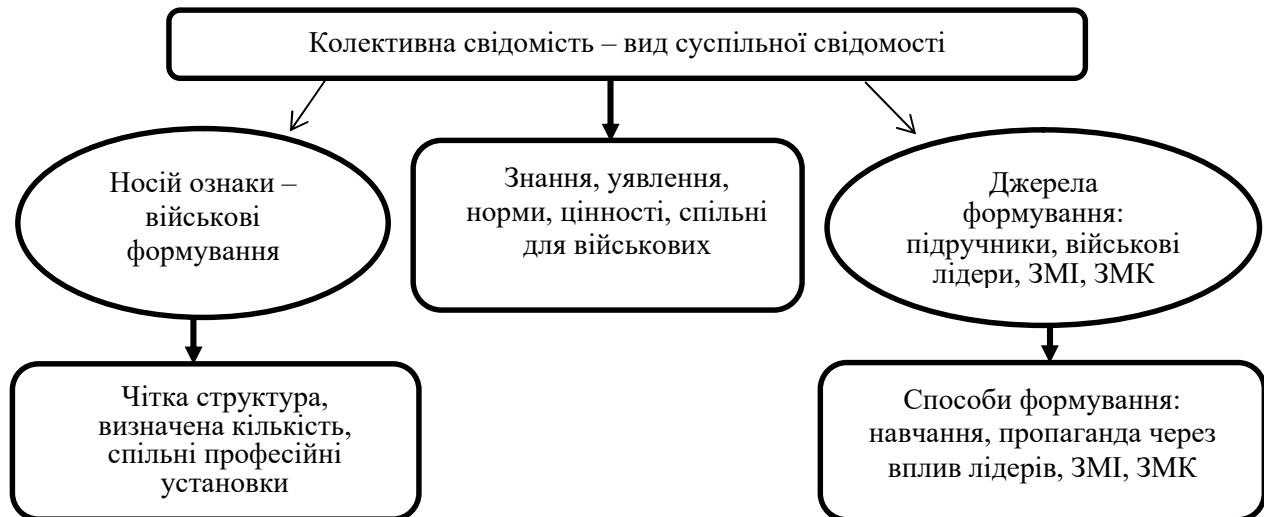 Колективна свідомість – вид суспільної свідомості
Носій ознаки –
військові
формування
Знання, уявлення,
норми, цінності, спільні
для військових
Джерела
формування:
підручники, військові
лідери, ЗМІ, ЗМК
Чітка структура,
визначена кількість,
спільні професійні
установки
Способи формування:
навчання, пропаганда через
вплив лідерів, ЗМІ, ЗМК